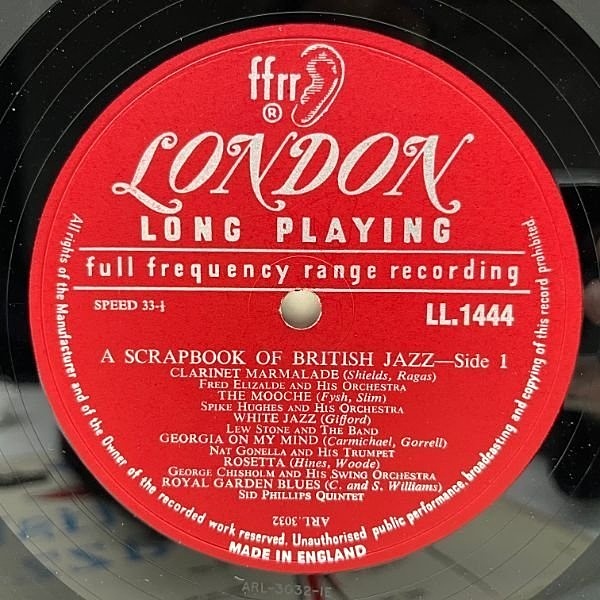 ffrr
®
LONDON
LONG PLAYING
full frequency range recording
SPEED 33-⅓
LL.1444
A SCRAPBOOK OF BRITISH JAZZ—Side 1
CLARINET MARMALADE (Shields, Ragas)
FRED ELIZALDE AND HIS ORCHESTRA
THE MOOCHE (Fysh, Slim)
SPIKE HUGHES AND HIS ORCHESTRA
WHITE JAZZ (Gifford)
LEW STONE AND THE BAND
GEORGIA ON MY MIND (Carmichael, Gorrell)
NAT GONELLA AND HIS TRUMPET
ROSETTA (Hines, Woode)
GEORGE CHISHOLM AND HIS SWING ORCHESTRA
ROYAL GARDEN BLUES (C. and S. Williams)
SID PHILLIPS QUINTET
ARL.3032
All rights of the Manufacturer and of the Owner of the recorded work reserved. Unauthorised public performance, broadcasting and copying of this record prohibited.
MADE IN ENGLAND
ARL-3032-1E